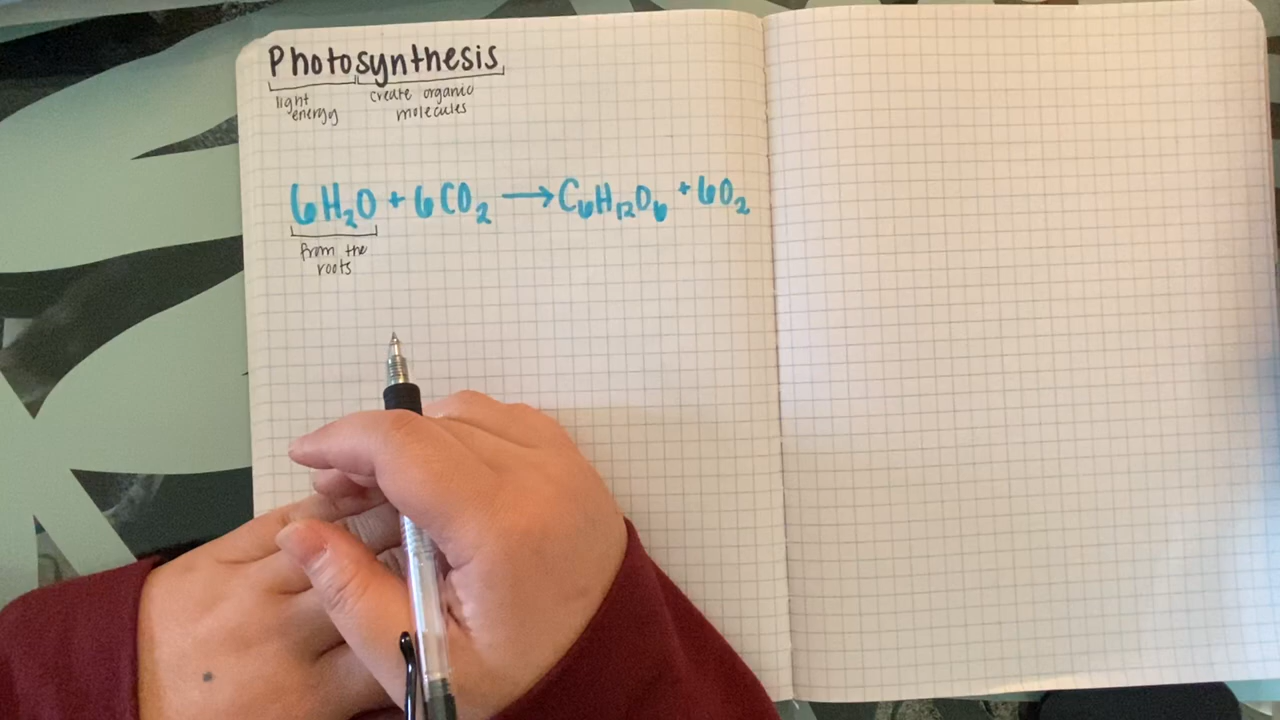 Photosynthesis
light energy
create organic molecules
6H₂O + 6CO₂ → C₆H₁₂O₆ + 6O₂
from the
roots